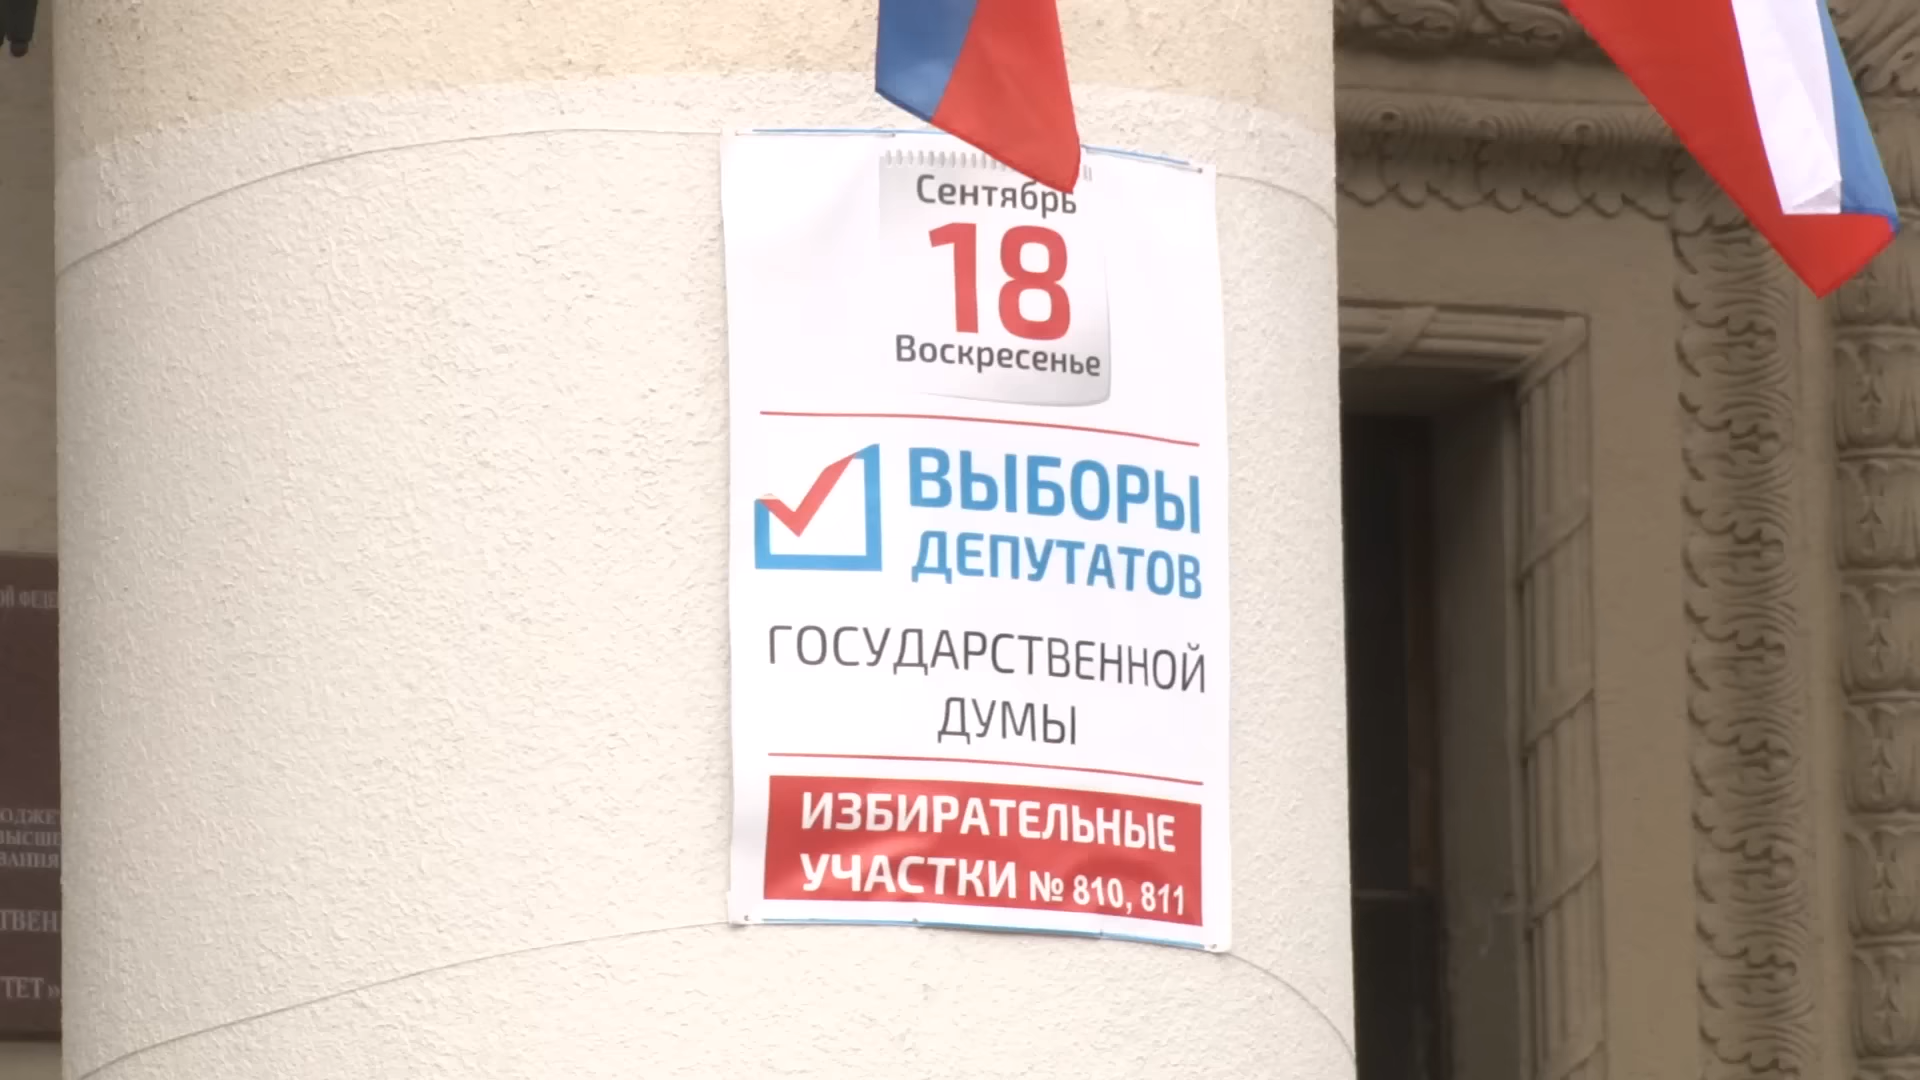 Сентябрь
18
Воскресенье
ВЫБОРЫ
ДЕПУТАТОВ
ГОСУДАРСТВЕННОЙ
ДУМЫ
ИЗБИРАТЕЛЬНЫЕ
УЧАСТКИ № 810, 811